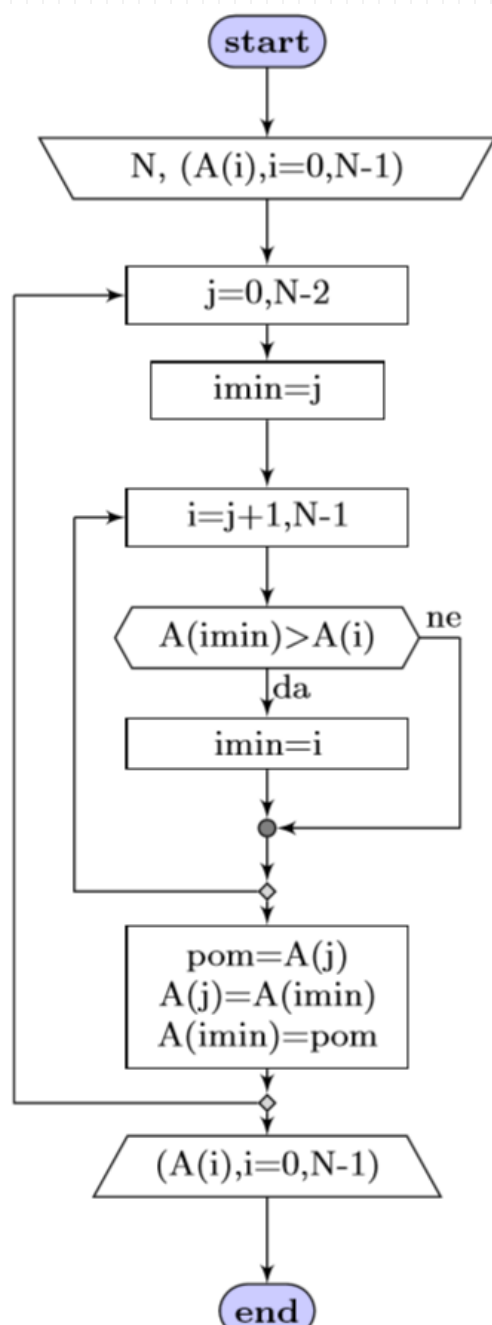 start
N, (A(i),i=0,N-1)
j=0,N-2
imin=j
i=j+1,N-1
A(imin)>A(i)
ne
da
imin=i
pom=A(j)
A(j)=A(imin)
A(imin)=pom
(A(i),i=0,N-1)
end